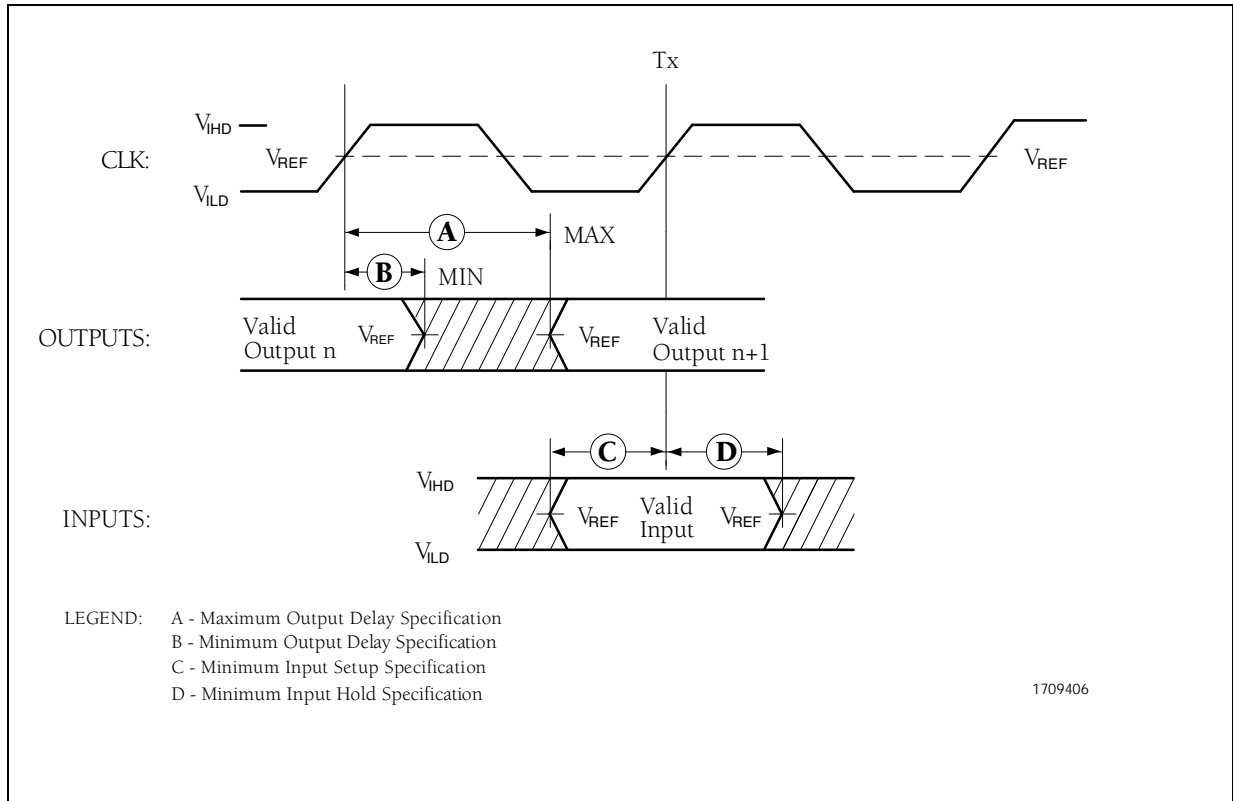 Tx
VIHD
CLK:
VREF
VREF
VILD
A
MAX
B
MIN
OUTPUTS:
Valid
Output n
VREF
VREF
Valid
Output n+1
C
D
VIHD
INPUTS:
VREF
Valid
Input
VREF
VILD
LEGEND:
A - Maximum Output Delay Specification
B - Minimum Output Delay Specification
C - Minimum Input Setup Specification
D - Minimum Input Hold Specification
1709406